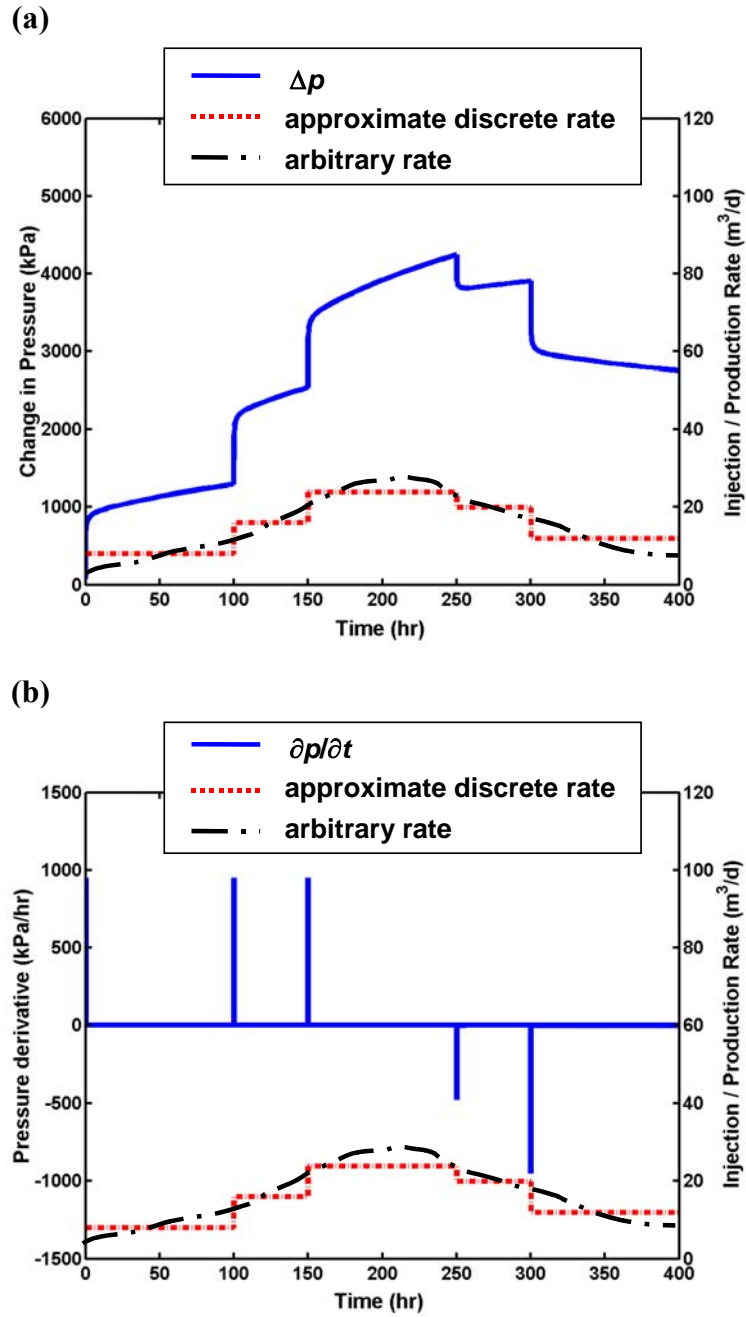 (a)
Δp
approximate discrete rate
arbitrary rate
6000
5000
4000
3000
2000
1000
0
Change in Pressure (kPa)
120
100
80
60
40
20
0
Injection / Production Rate (m³/d)
0 50 100 150 200 250 300 350 400
Time (hr)
(b)
∂p/∂t
approximate discrete rate
arbitrary rate
1500
1000
500
0
-500
-1000
-1500
Pressure derivative (kPa/hr)
120
100
80
60
40
20
0
Injection / Production Rate (m³/d)
0 50 100 150 200 250 300 350 400
Time (hr)